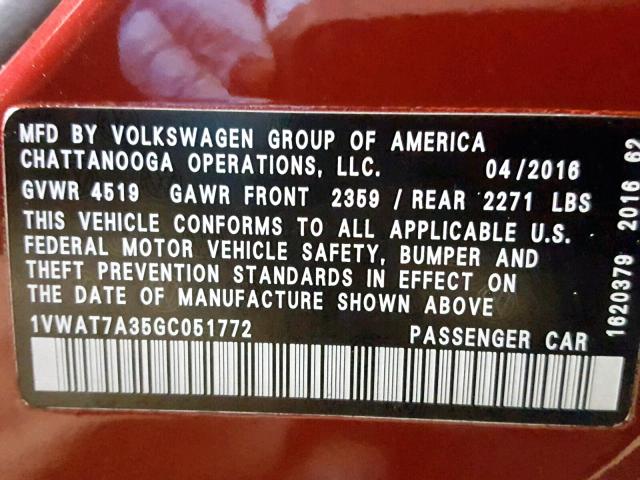 MFD BY VOLKSWAGEN GROUP OF AMERICA
CHATTANOOGA OPERATIONS, LLC. 04/2016
GVWR 4519 GAWR FRONT 2359 / REAR 2271 LBS
THIS VEHICLE CONFORMS TO ALL APPLICABLE U.S.
FEDERAL MOTOR VEHICLE SAFETY, BUMPER AND
THEFT PREVENTION STANDARDS IN EFFECT ON
THE DATE OF MANUFACTURE SHOWN ABOVE
1VWAT7A35GC051772 PASSENGER CAR
1620379 2016 62